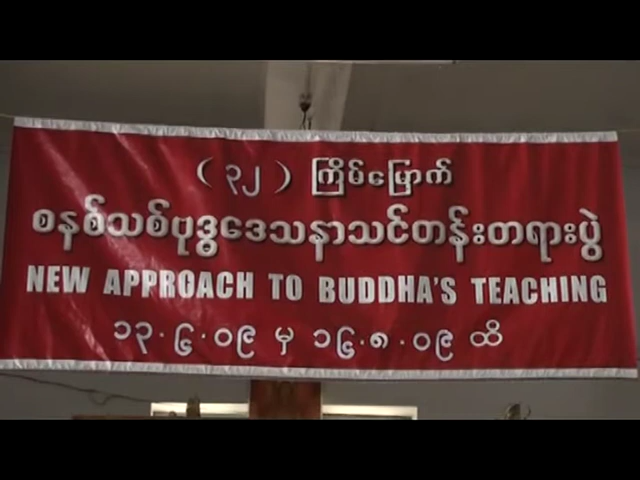 ( ၃၂ ) ကြိမ်မြောက်
စနစ်သစ်ဗုဒ္ဓဒေသနာသင်တန်းတရားပွဲ
NEW APPROACH TO BUDDHA'S TEACHING
၁၃.၆.၀၉ မှ ၁၆.၈.၀၉ ထိ